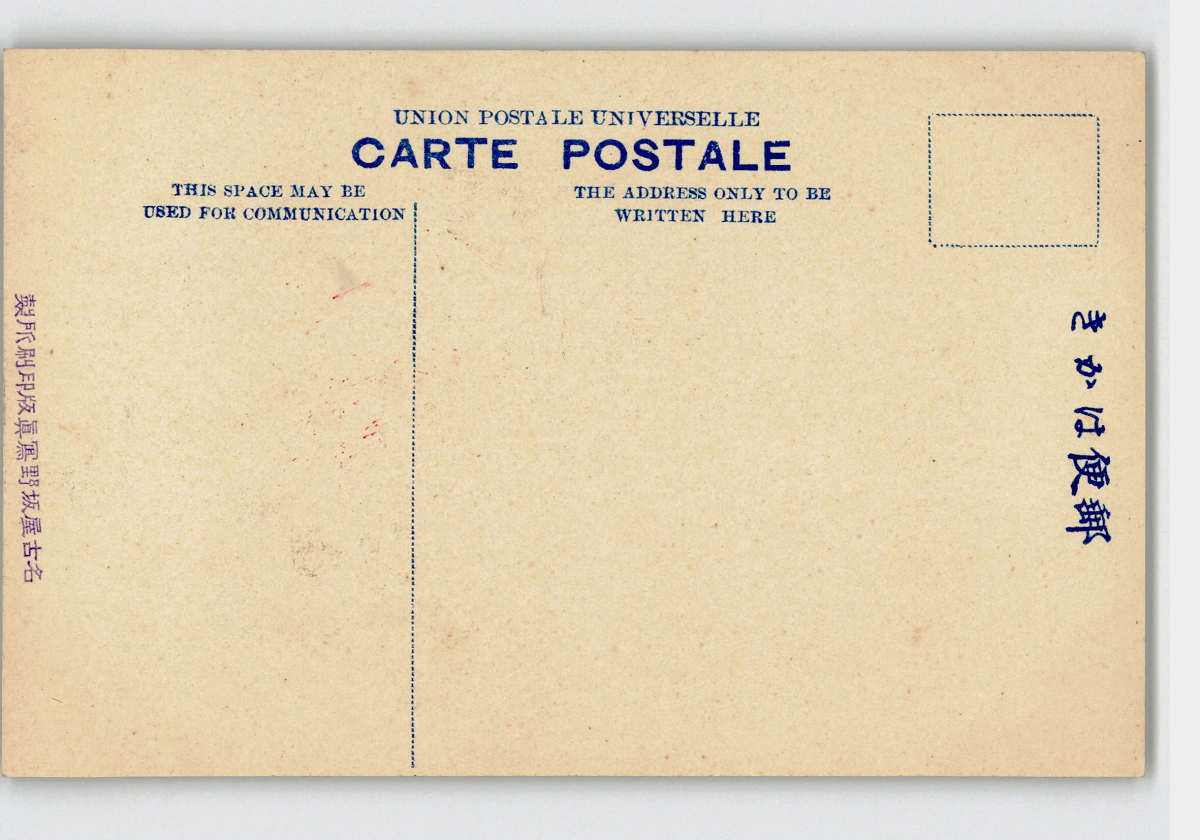 UNION POSTALE UNIVERSELLE
CARTE POSTALE
THIS SPACE MAY BE
USED FOR COMMUNICATION
THE ADDRESS ONLY TO BE
WRITTEN HERE
郵便はかき
名古屋坂野寫眞版印刷所製